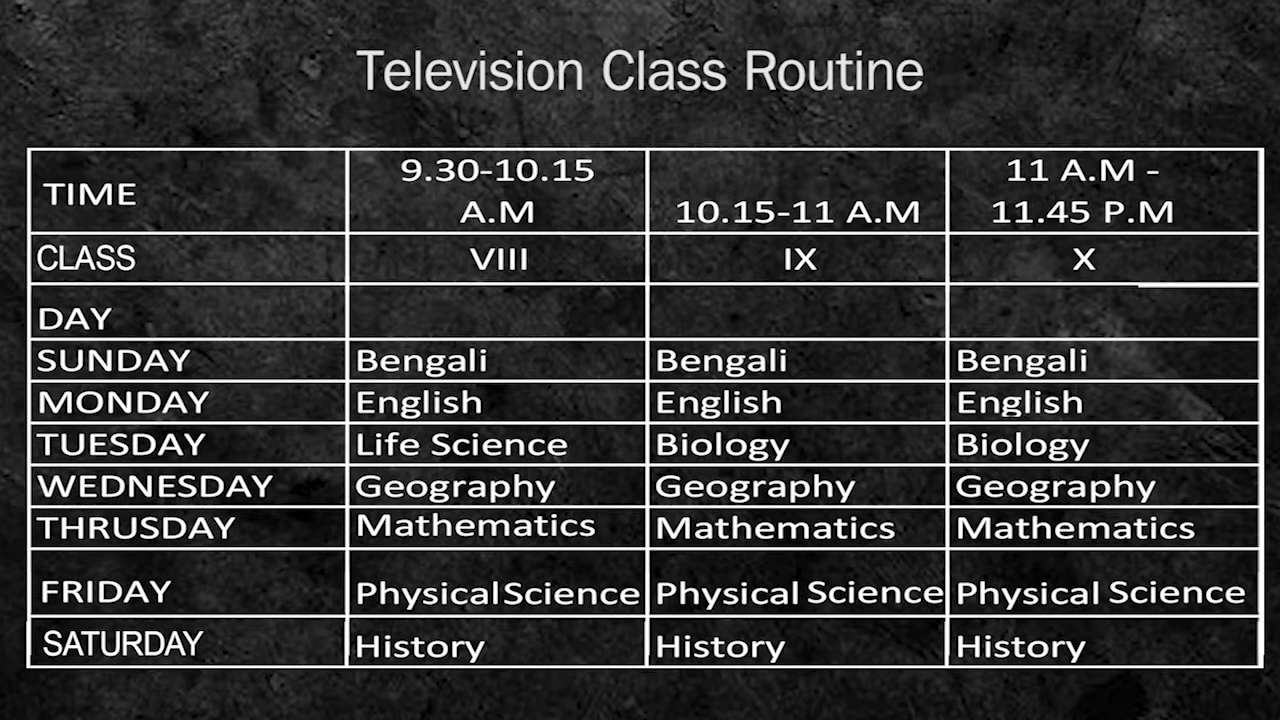 Television Class Routine
TIME 9.30-10.15 A.M 10.15-11 A.M 11 A.M - 11.45 P.M
CLASS VIII IX X
DAY
SUNDAY Bengali Bengali Bengali
MONDAY English English English
TUESDAY Life Science Biology Biology
WEDNESDAY Geography Geography Geography
THRUSDAY Mathematics Mathematics Mathematics
FRIDAY Physical Science Physical Science Physical Science
SATURDAY History History History